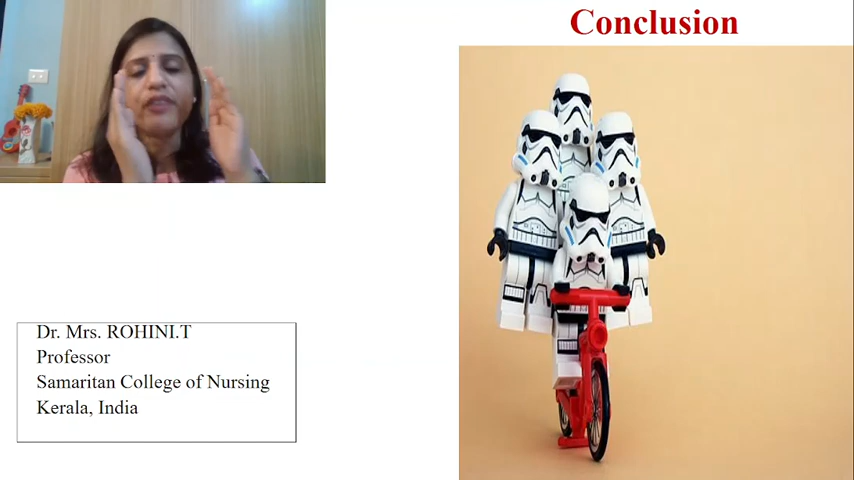 Conclusion
Dr. Mrs. ROHINI.T
Professor
Samaritan College of Nursing
Kerala, India